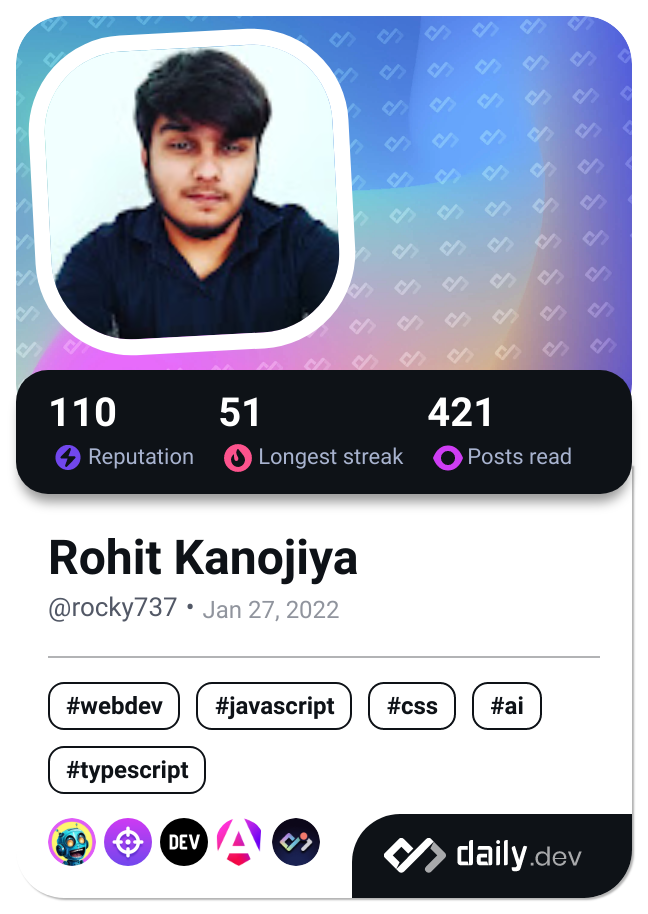 110 51 421
Reputation Longest streak Posts read
Rohit Kanojiya
@rocky737 • Jan 27, 2022
#webdev #javascript #css #ai
#typescript
DEV
daily.dev